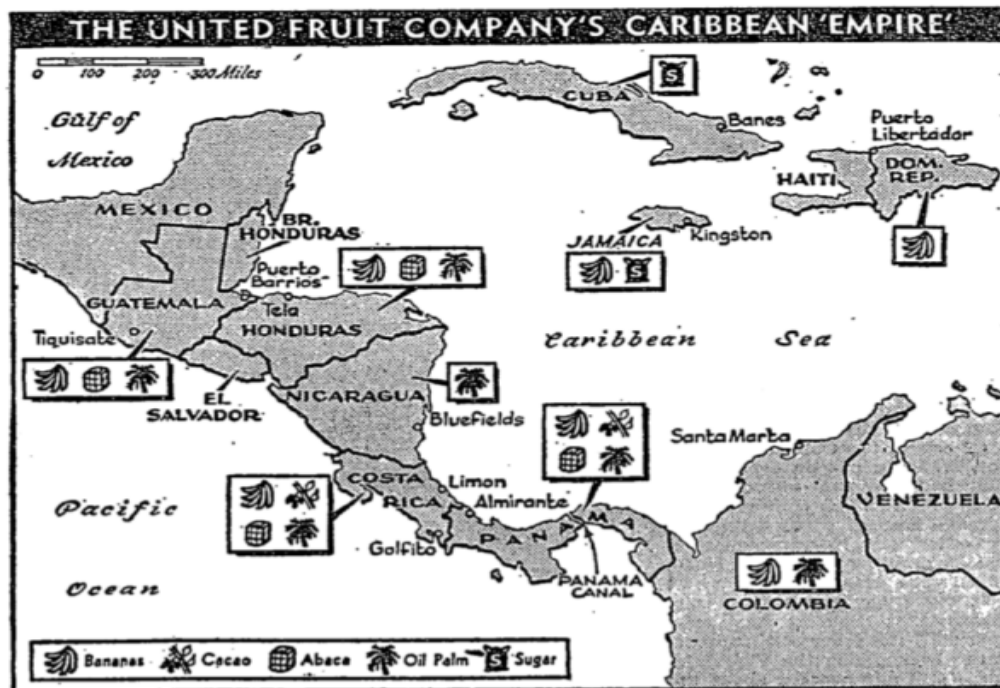 THE UNITED FRUIT COMPANY'S CARIBBEAN 'EMPIRE'
0 100 200 300 Miles
Gulf of
Mexico
CUBA
Banes
Puerto
Libertador
DOM.
REP.
HAITI
MEXICO
BR.
HONDURAS
JAMAICA
Kingston
Puerto
Barrios
GUATEMALA
Tela
HONDURAS
Tiquisate
Caribbean Sea
EL
SALVADOR
NICARAGUA
Bluefields
Santa Marta
COSTA
RICA
Limon
Almirante
VENEZUELA
Pacific
Ocean
Golfito
PANAMA
PANAMA
CANAL
COLOMBIA
Bananas Cacao Abaca Oil Palm S Sugar
S
S